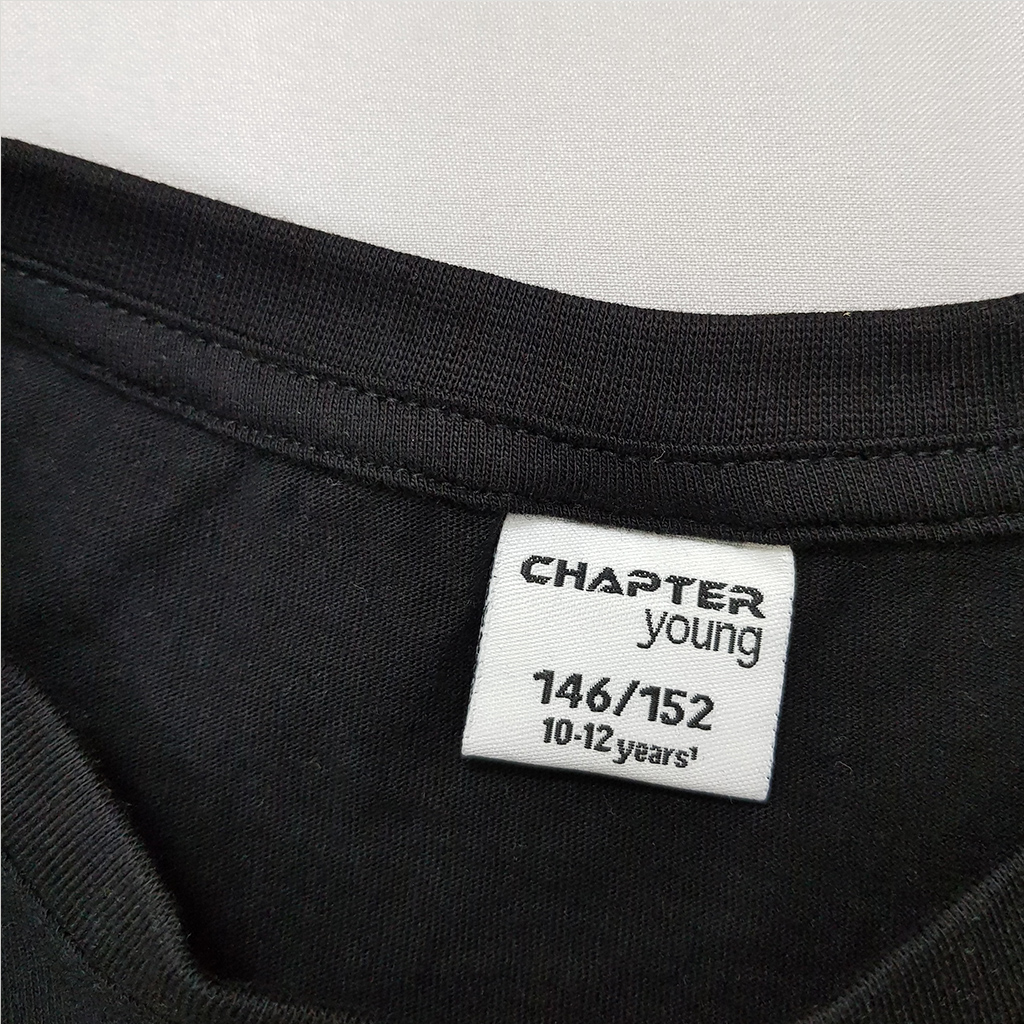 CHAPTER
young
146/152
10-12 years¹